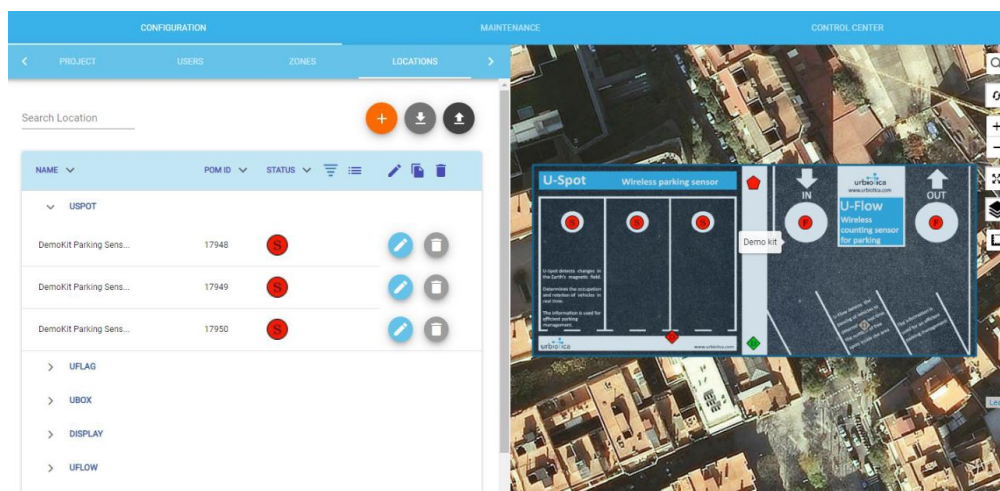 CONFIGURATION
MAINTENANCE
CONTROL CENTER
PROJECT
USERS
ZONES
LOCATIONS
Search Location
NAME
POM ID
STATUS
USPOT
DemoKit Parking Sens...
17948
S
DemoKit Parking Sens...
17949
S
DemoKit Parking Sens...
17950
S
UFLAG
UBOX
DISPLAY
UFLOW
U-Spot
Wireless parking sensor
S
S
S
U-Spot detects changes in
the Earth's magnetic field.
Determines the occupation
and rotation of vehicles in
real time.
The information is used for
efficient parking
management.
urbiotica
www.urbiotica.com
Demo kit
IN
F
urbiotica
www.urbiotica.com
U-Flow
Wireless
counting sensor
for parking
OUT
F